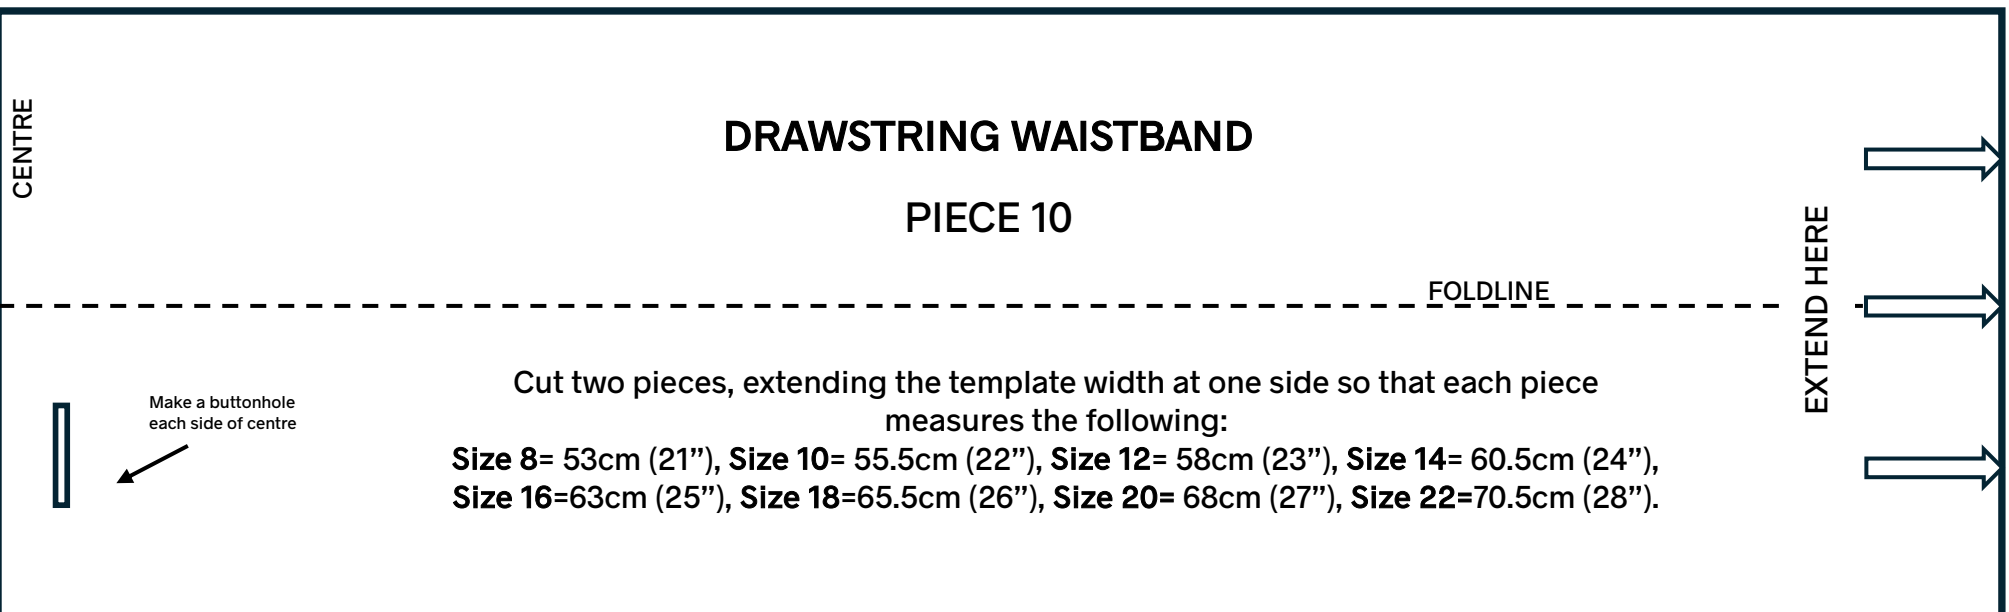 CENTRE
DRAWSTRING WAISTBAND
PIECE 10
FOLDLINE
EXTEND HERE
Make a buttonhole
each side of centre
Cut two pieces, extending the template width at one side so that each piece
measures the following:
Size 8= 53cm (21”), Size 10= 55.5cm (22”), Size 12= 58cm (23”), Size 14= 60.5cm (24”),
Size 16=63cm (25”), Size 18=65.5cm (26”), Size 20= 68cm (27”), Size 22=70.5cm (28”).